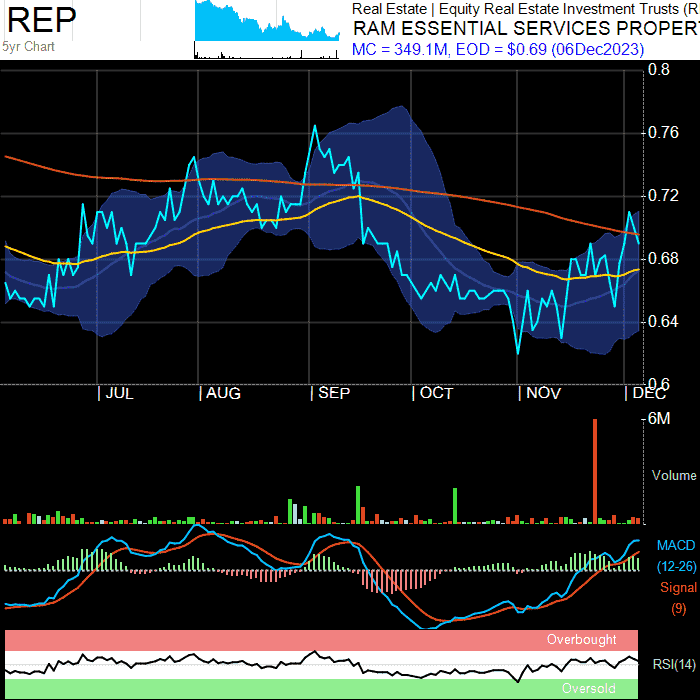 REP
Real Estate | Equity Real Estate Investment Trusts (R
RAM ESSENTIAL SERVICES PROPER
5yr Chart
MC = 349.1M, EOD = $0.69 (06Dec2023)
0.8
0.76
0.72
0.68
0.64
0.6
| JUL | AUG | SEP | OCT | NOV | DEC
6M
Volume
MACD
(12-26)
Signal
(9)
Overbought
RSI(14)
Oversold